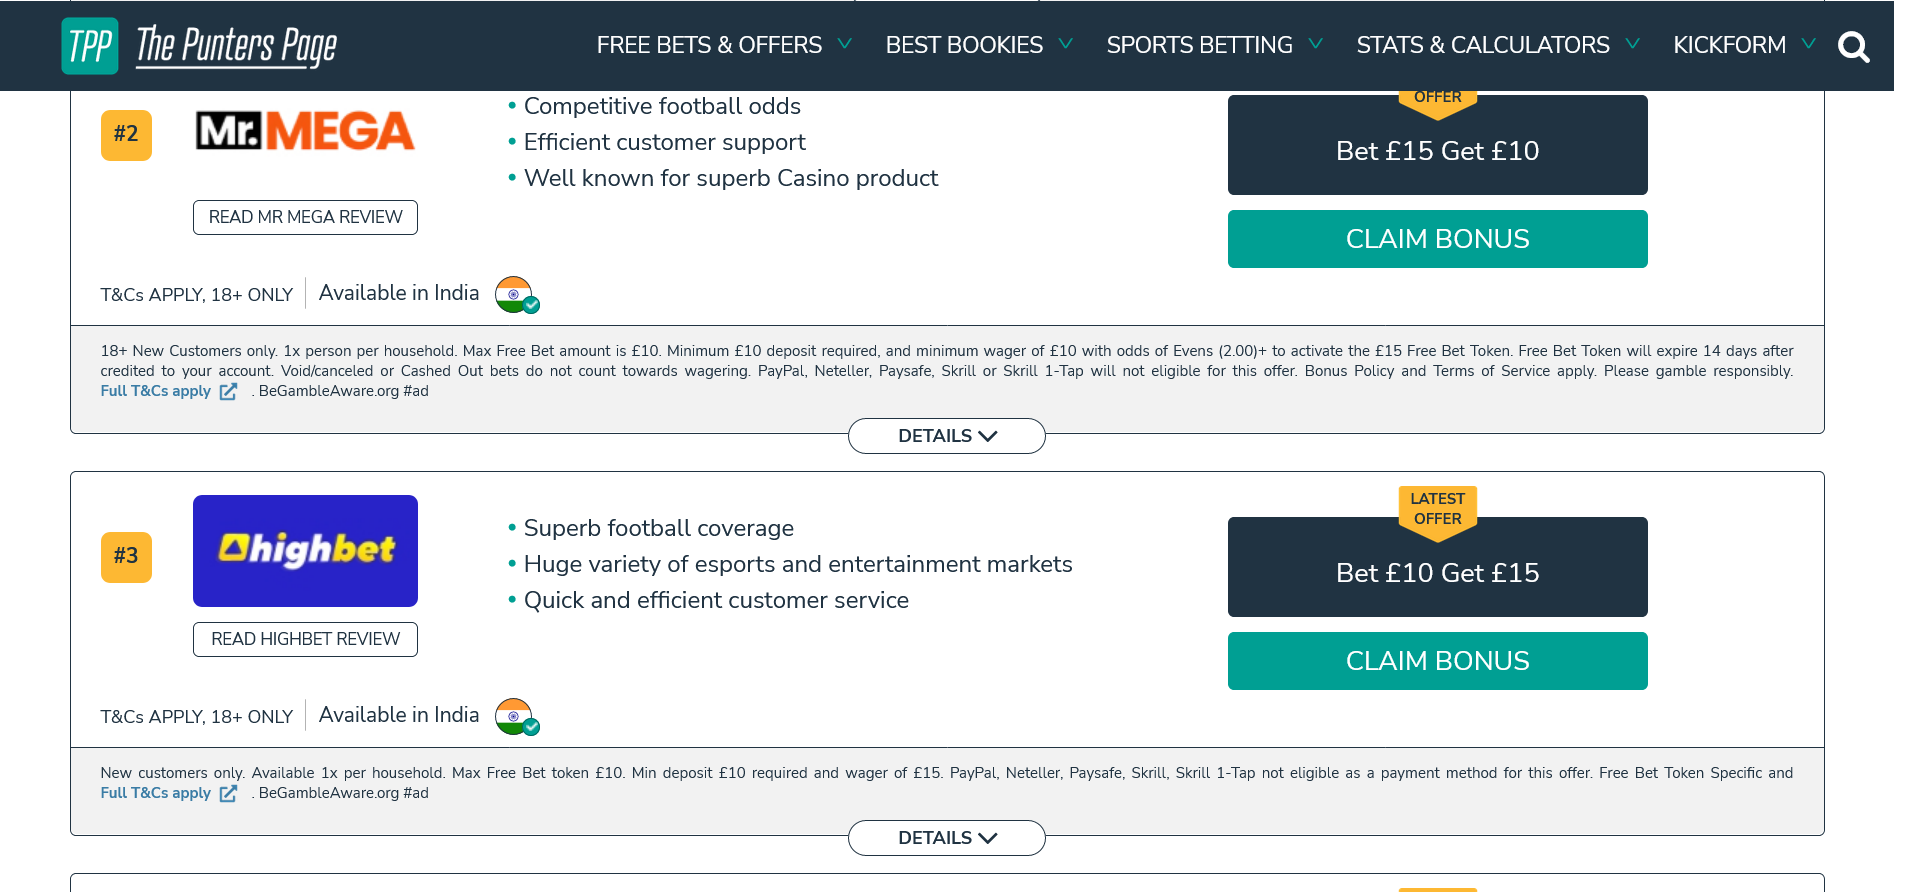 TPP The Punters Page
FREE BETS & OFFERS BEST BOOKIES SPORTS BETTING STATS & CALCULATORS KICKFORM
#2
Mr.MEGA
READ MR MEGA REVIEW
• Competitive football odds
• Efficient customer support
• Well known for superb Casino product
OFFER
Bet £15 Get £10
CLAIM BONUS
T&Cs APPLY, 18+ ONLY Available in India
18+ New Customers only. 1x person per household. Max Free Bet amount is £10. Minimum £10 deposit required, and minimum wager of £10 with odds of Evens (2.00)+ to activate the £15 Free Bet Token. Free Bet Token will expire 14 days after
credited to your account. Void/canceled or Cashed Out bets do not count towards wagering. PayPal, Neteller, Paysafe, Skrill or Skrill 1-Tap will not eligible for this offer. Bonus Policy and Terms of Service apply. Please gamble responsibly.
Full T&Cs apply . BeGambleAware.org #ad
DETAILS
#3
highbet
READ HIGHBET REVIEW
• Superb football coverage
• Huge variety of esports and entertainment markets
• Quick and efficient customer service
LATEST
OFFER
Bet £10 Get £15
CLAIM BONUS
T&Cs APPLY, 18+ ONLY Available in India
New customers only. Available 1x per household. Max Free Bet token £10. Min deposit £10 required and wager of £15. PayPal, Neteller, Paysafe, Skrill, Skrill 1-Tap not eligible as a payment method for this offer. Free Bet Token Specific and
Full T&Cs apply . BeGambleAware.org #ad
DETAILS